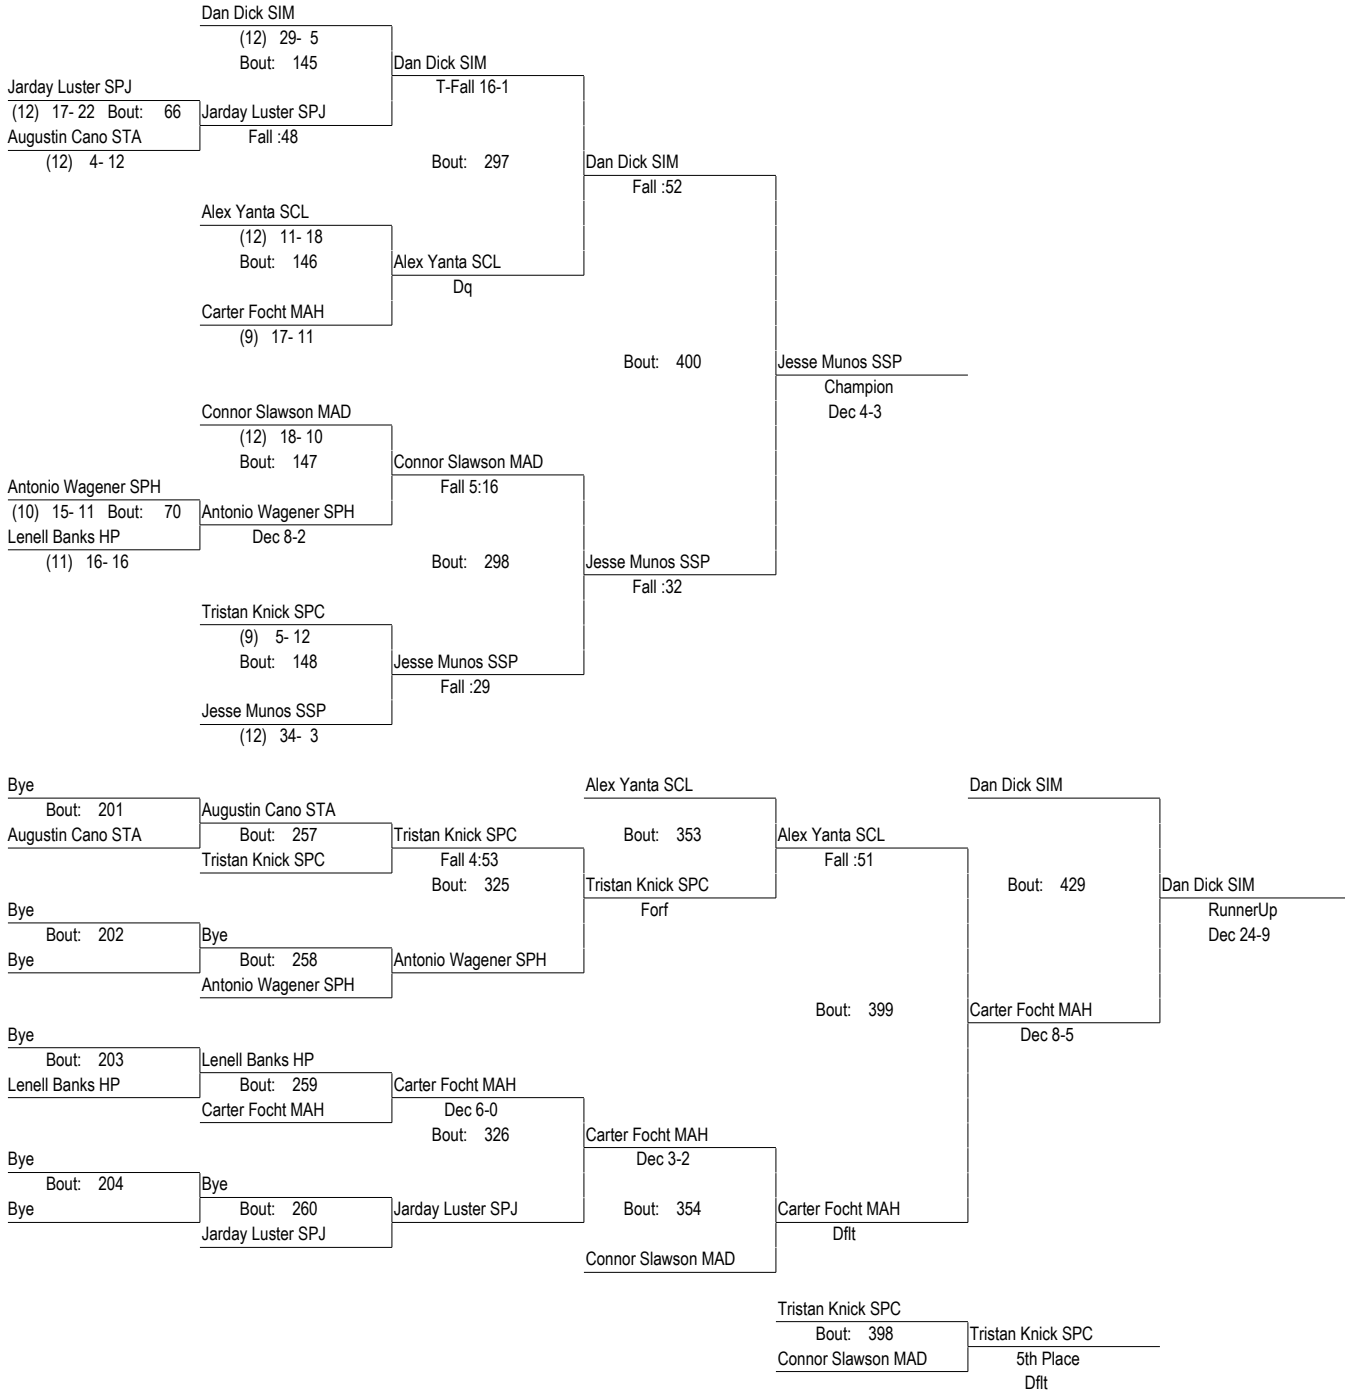 Dan Dick SIM
(12) 29- 5
Bout: 145
Dan Dick SIM
T-Fall 16-1
Jarday Luster SPJ
(12) 17- 22 Bout: 66
Jarday Luster SPJ
Fall :48
Augustin Cano STA
(12) 4- 12
Bout: 297
Dan Dick SIM
Fall :52
Alex Yanta SCL
(12) 11- 18
Bout: 146
Alex Yanta SCL
Dq
Carter Focht MAH
(9) 17- 11
Bout: 400
Jesse Munos SSP
Champion
Dec 4-3
Connor Slawson MAD
(12) 18- 10
Bout: 147
Connor Slawson MAD
Fall 5:16
Antonio Wagener SPH
(10) 15- 11 Bout: 70
Antonio Wagener SPH
Dec 8-2
Lenell Banks HP
(11) 16- 16
Bout: 298
Jesse Munos SSP
Fall :32
Tristan Knick SPC
(9) 5- 12
Bout: 148
Jesse Munos SSP
Fall :29
Jesse Munos SSP
(12) 34- 3
Bye
Bout: 201
Augustin Cano STA
Augustin Cano STA
Bout: 257
Tristan Knick SPC
Tristan Knick SPC
Fall 4:53
Bout: 325
Alex Yanta SCL
Bout: 353
Tristan Knick SPC
Forf
Alex Yanta SCL
Fall :51
Dan Dick SIM
Bout: 429
Dan Dick SIM
RunnerUp
Dec 24-9
Bye
Bout: 202
Bye
Bye
Bout: 258
Antonio Wagener SPH
Antonio Wagener SPH
Bout: 399
Carter Focht MAH
Dec 8-5
Bye
Bout: 203
Lenell Banks HP
Lenell Banks HP
Bout: 259
Carter Focht MAH
Carter Focht MAH
Dec 6-0
Bout: 326
Carter Focht MAH
Dec 3-2
Bye
Bout: 204
Bye
Bye
Bout: 260
Jarday Luster SPJ
Jarday Luster SPJ
Bout: 354
Connor Slawson MAD
Carter Focht MAH
Dflt
Tristan Knick SPC
Bout: 398
Connor Slawson MAD
Tristan Knick SPC
5th Place
Dflt